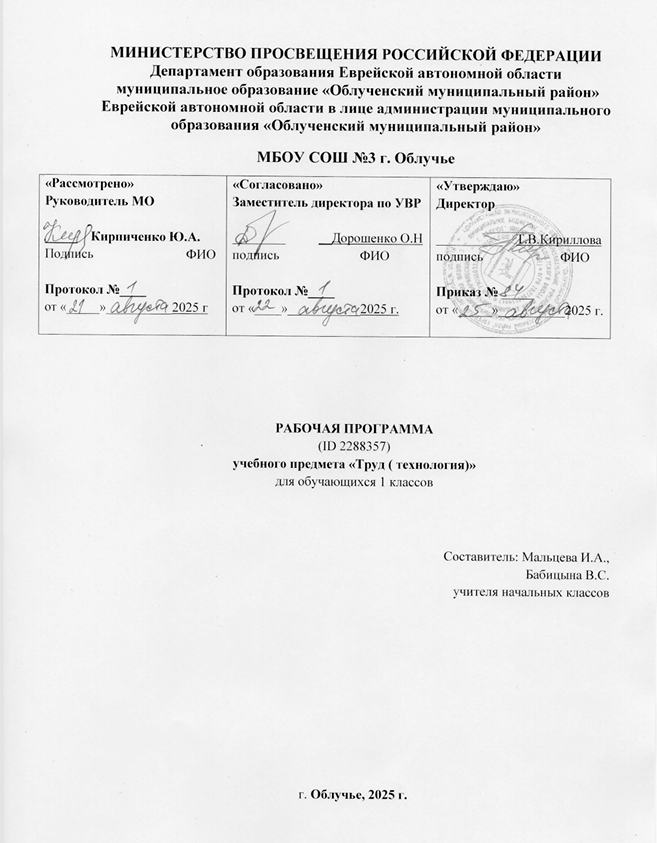 МИНИСТЕРСТВО ПРОСВЕЩЕНИЯ РОССИЙСКОЙ ФЕДЕРАЦИИ
Департамент образования Еврейской автономной области
муниципальное образование «Облученский муниципальный район»
Еврейской автономной области в лице администрации муниципального
образования «Облученский муниципальный район»
МБОУ СОШ №3 г. Облучье
«Рассмотрено»
Руководитель МО
Кирпиченко Ю.А.
Подпись ФИО
Протокол № 1
от « 21 » августа 2025 г
«Согласовано»
Заместитель директора по УВР
Дорошенко О.Н
подпись ФИО
Протокол № 1
от «22 » августа 2025 г.
«Утверждаю»
Директор
Т.В.Кириллова
подпись ФИО
Приказ № 84
от « 25 » августа 2025 г.
РАБОЧАЯ ПРОГРАММА
(ID 2288357)
учебного предмета «Труд ( технология)»
для обучающихся 1 классов
Составитель: Мальцева И.А.,
Бабицына В.С.
учителя начальных классов
г. Облучье, 2025 г.